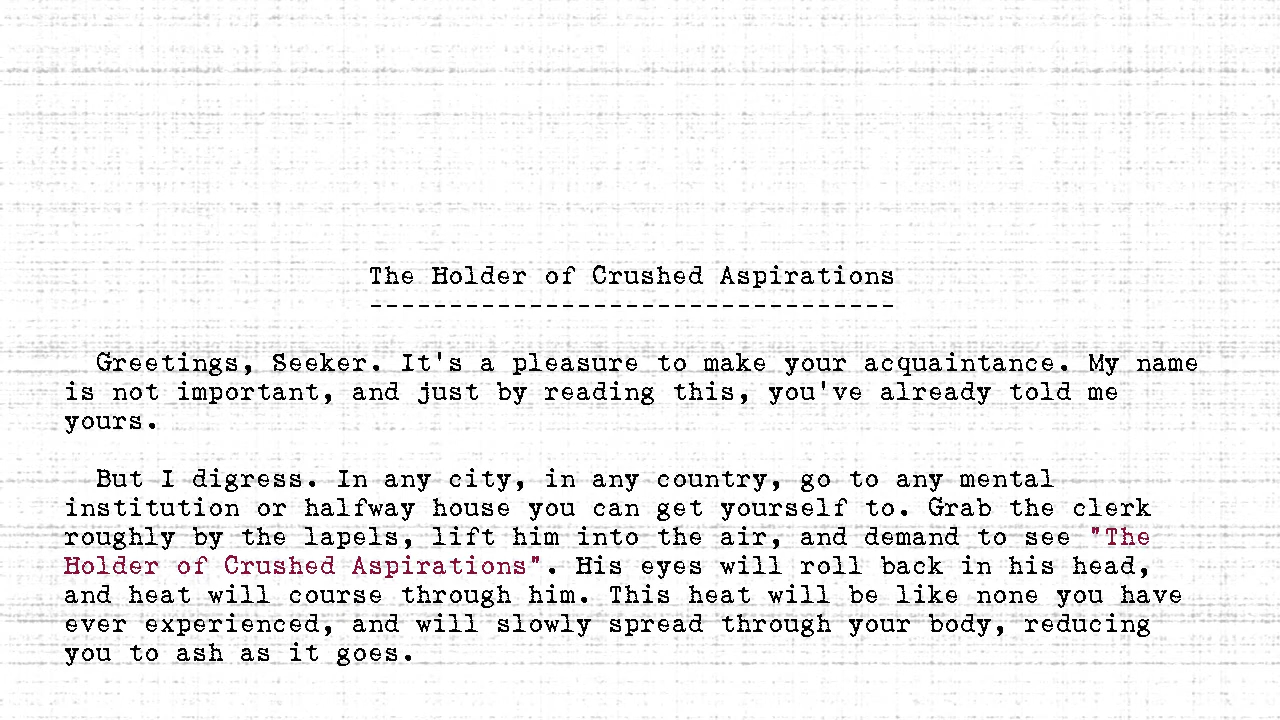 The Holder of Crushed Aspirations
---------------------------------
Greetings, Seeker. It's a pleasure to make your acquaintance. My name
is not important, and just by reading this, you've already told me
yours.
But I digress. In any city, in any country, go to any mental
institution or halfway house you can get yourself to. Grab the clerk
roughly by the lapels, lift him into the air, and demand to see "The
Holder of Crushed Aspirations". His eyes will roll back in his head,
and heat will course through him. This heat will be like none you have
ever experienced, and will slowly spread through your body, reducing
you to ash as it goes.